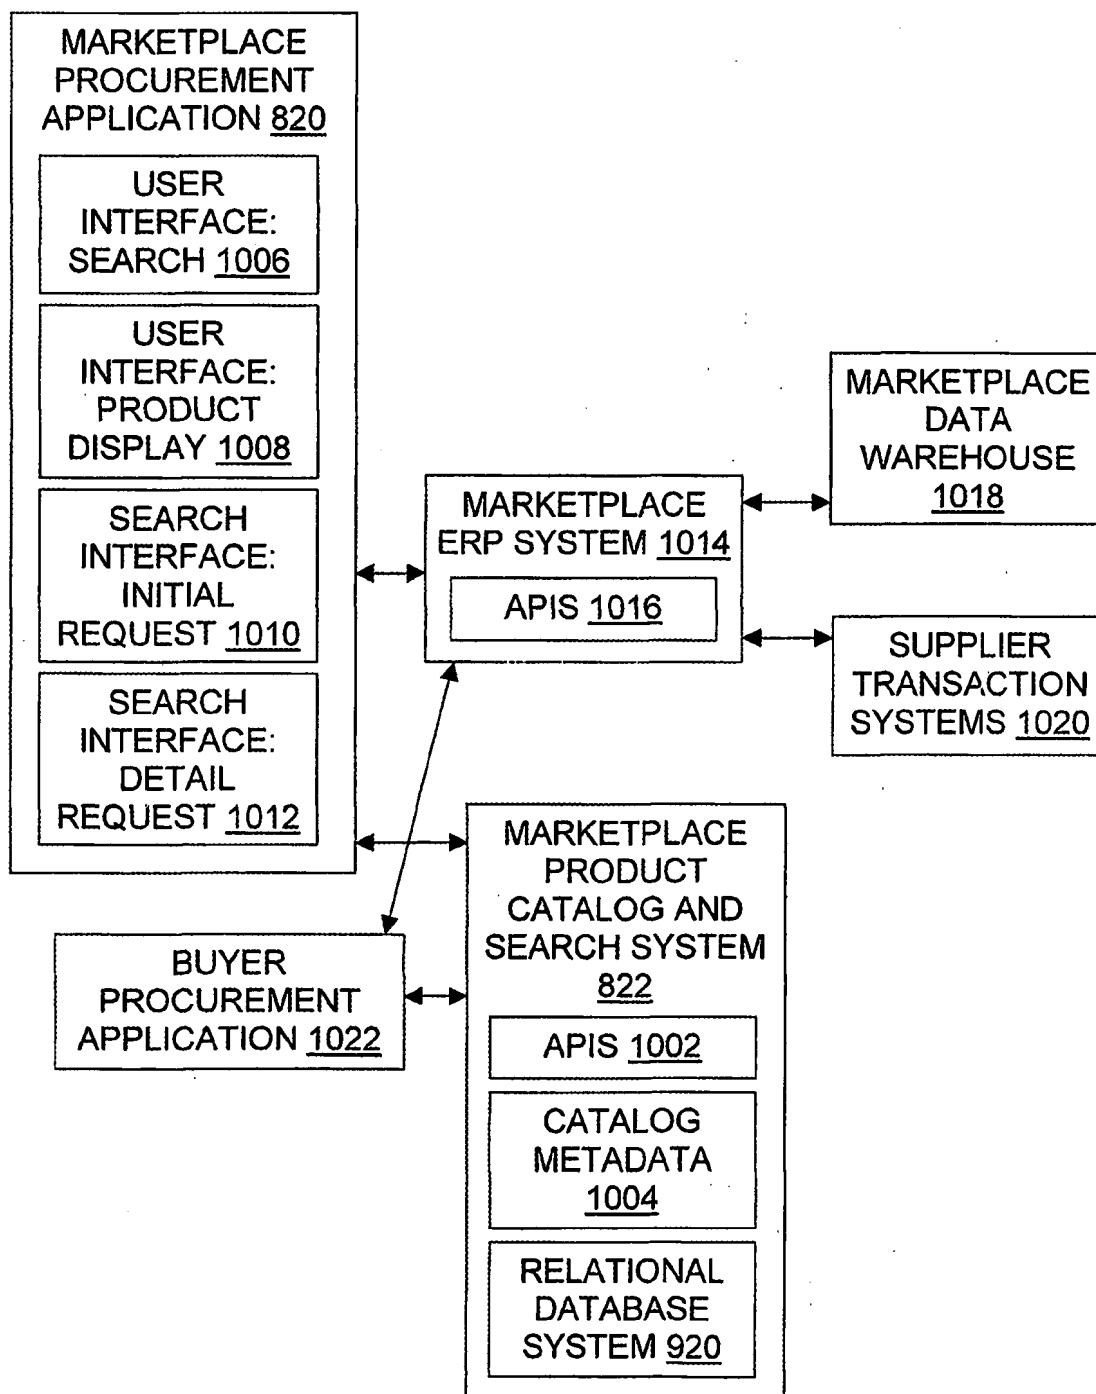 MARKETPLACE
PROCUREMENT
APPLICATION 820
USER
INTERFACE:
SEARCH 1006
USER
INTERFACE:
PRODUCT
DISPLAY 1008
SEARCH
INTERFACE:
INITIAL
REQUEST 1010
SEARCH
INTERFACE:
DETAIL
REQUEST 1012
MARKETPLACE
ERP SYSTEM 1014
APIS 1016
MARKETPLACE
DATA
WAREHOUSE
1018
SUPPLIER
TRANSACTION
SYSTEMS 1020
BUYER
PROCUREMENT
APPLICATION 1022
MARKETPLACE
PRODUCT
CATALOG AND
SEARCH SYSTEM
822
APIS 1002
CATALOG
METADATA
1004
RELATIONAL
DATABASE
SYSTEM 920